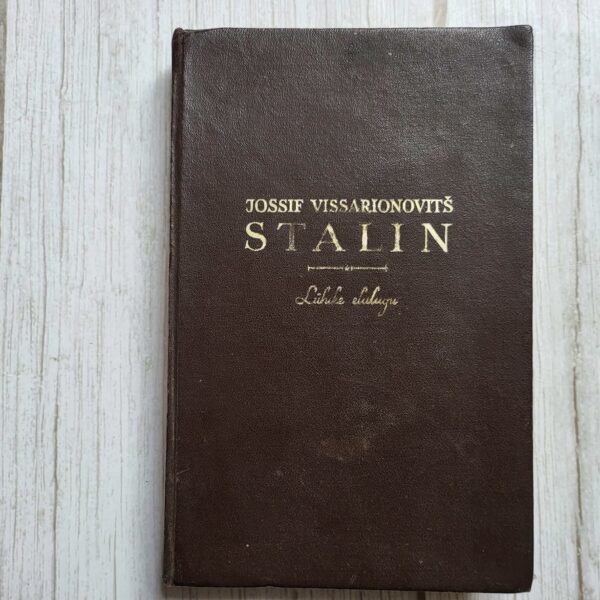 JOSSIF VISSARIONOVITŠ
STALIN
Lühike elulugu